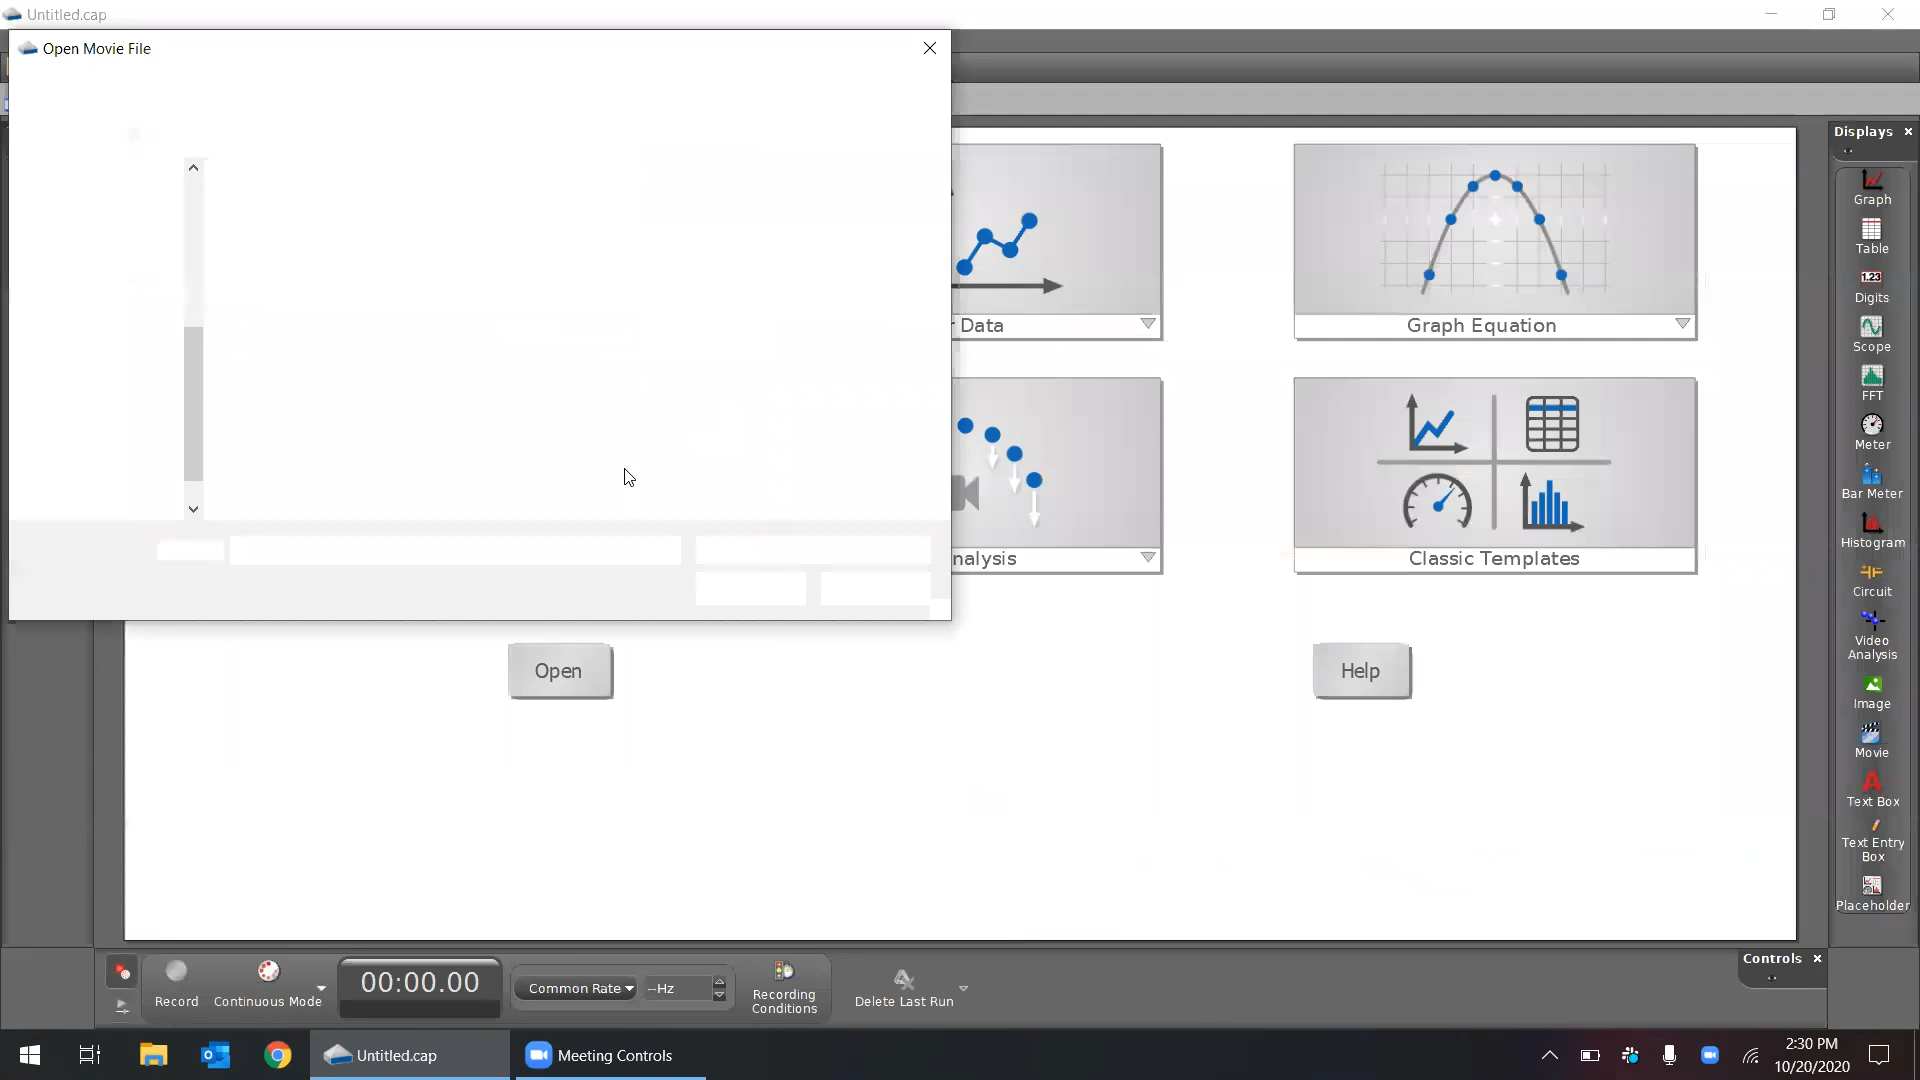 Untitled.cap
Open Movie File
Displays
Data
Graph Equation
nalysis
Classic Templates
Open
Help
Graph
Table
1.23
Digits
Scope
FFT
Meter
Bar Meter
Histogram
Circuit
Video
Analysis
Image
Movie
A
Text Box
Text Entry
Box
Placeholder
Controls
Record
Continuous Mode
00:00.00
Common Rate
--Hz
Recording
Conditions
Delete Last Run
Untitled.cap
Meeting Controls
2:30 PM
10/20/2020